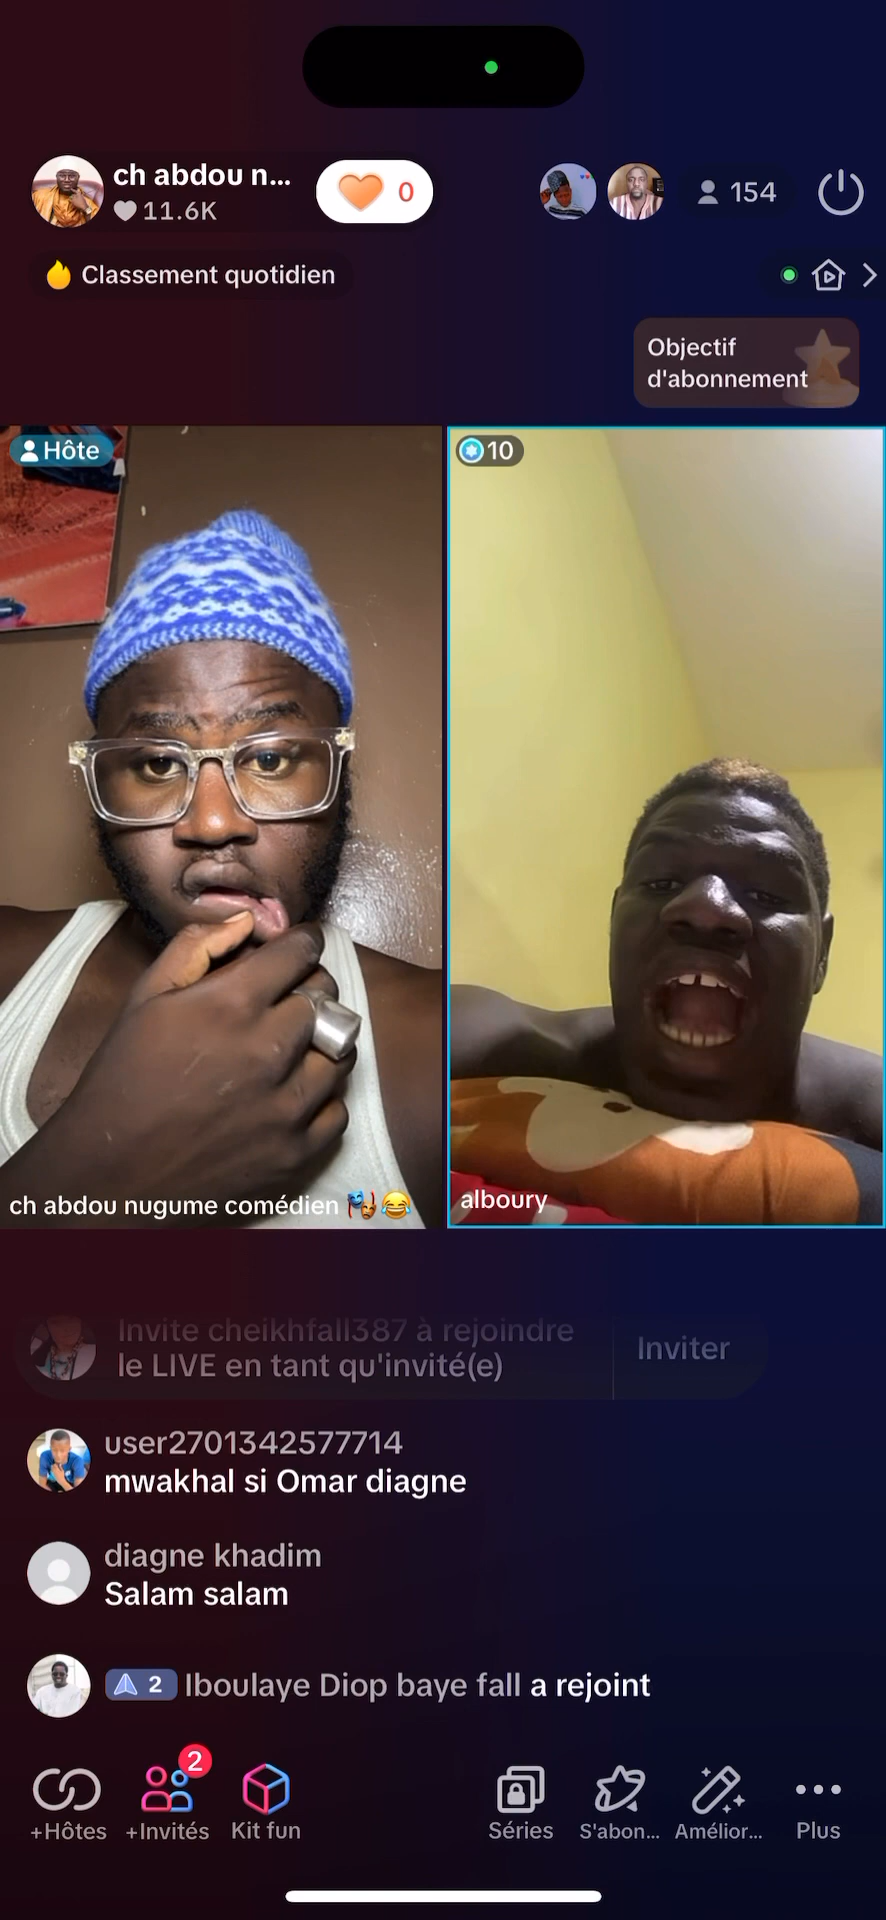 ch abdou n...
11.6K
0
154
Classement quotidien
Objectif
d'abonnement
Hôte
10
ch abdou nugume comédien 🎭😂
alboury
Invite cheikhfall387 à rejoindre
le LIVE en tant qu'invité(e)
Inviter
user2701342577714
mwakhal si Omar diagne
diagne khadim
Salam salam
2 Iboulaye Diop baye fall a rejoint
2
+Hôtes
+Invités
Kit fun
Séries
S'abon...
Amélior...
Plus